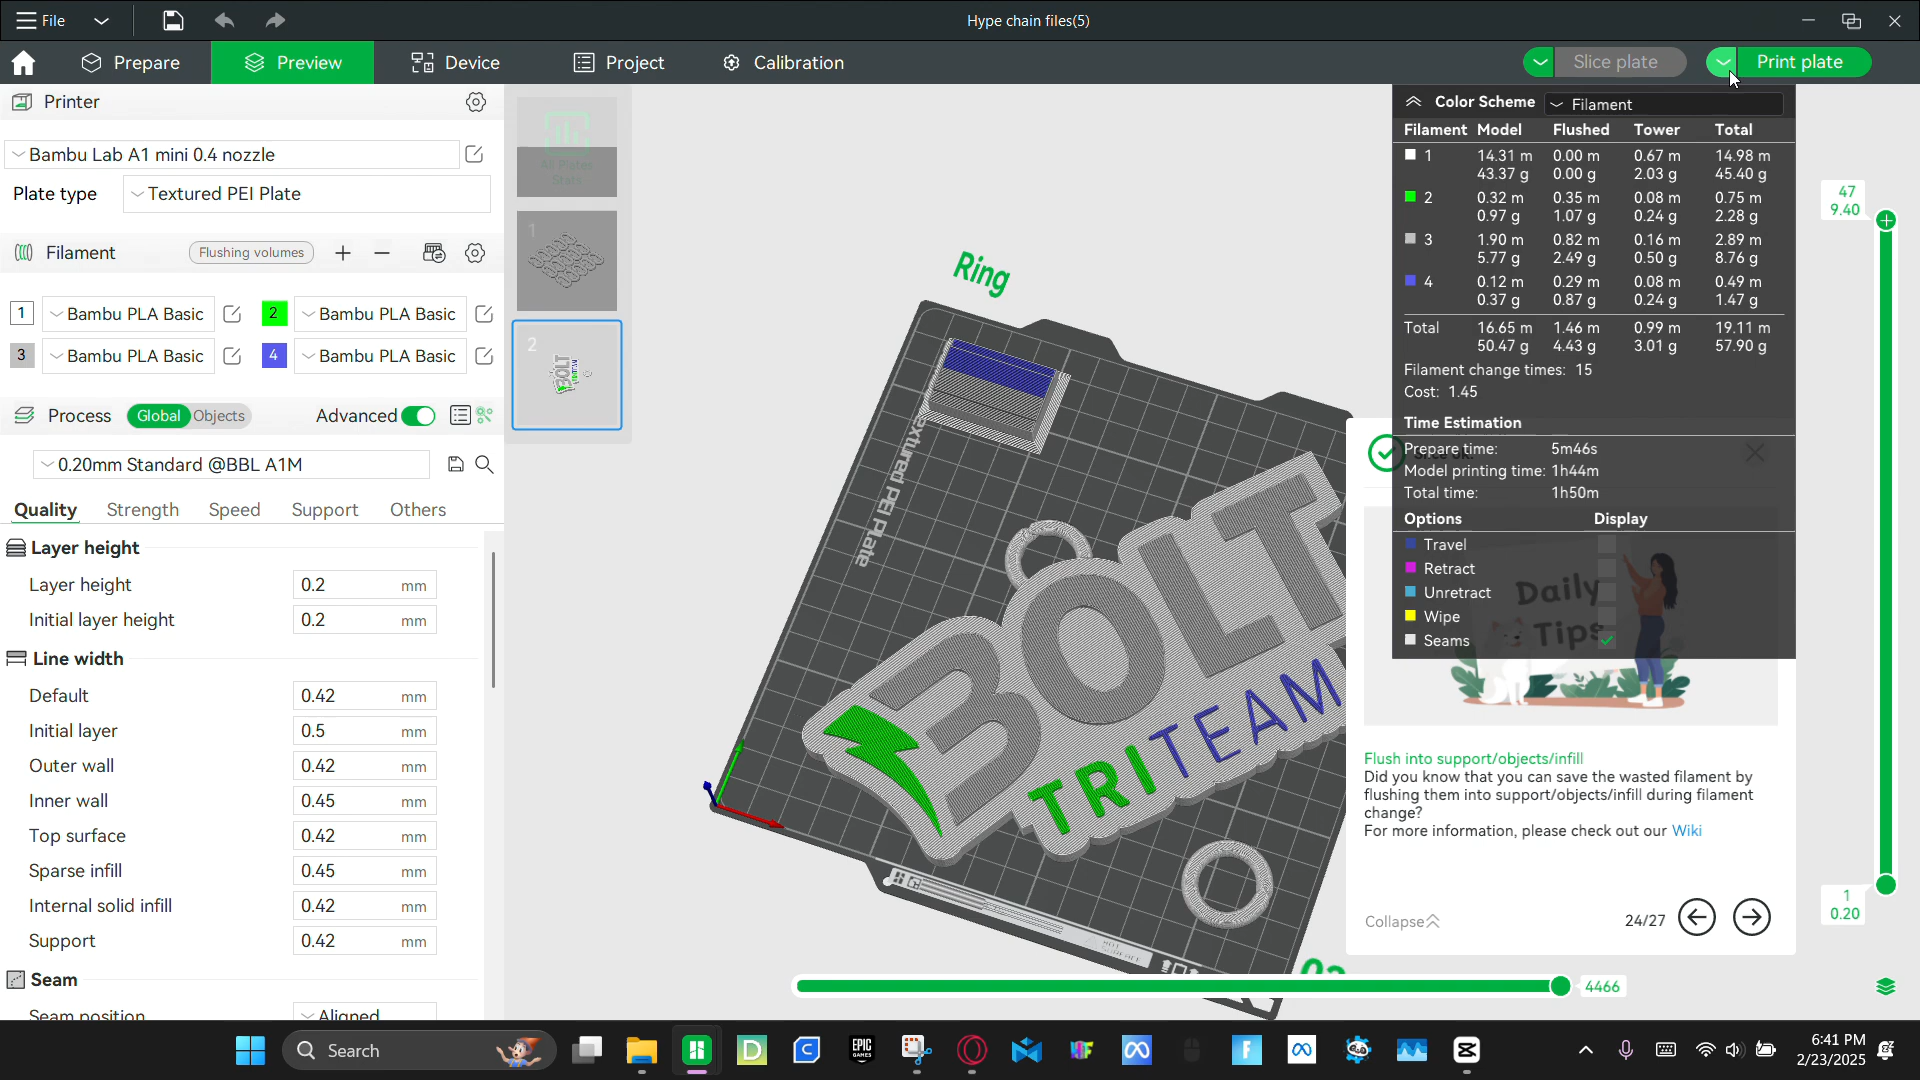 File
Hype chain files(5)
Prepare
Preview
Device
Project
Calibration
Slice plate
Print plate
Printer
Bambu Lab A1 mini 0.4 nozzle
Plate type
Textured PEI Plate
Filament
Flushing volumes
1 Bambu PLA Basic
2 Bambu PLA Basic
3 Bambu PLA Basic
4 Bambu PLA Basic
Process Global Objects Advanced
0.20mm Standard @BBL A1M
Quality Strength Speed Support Others
Layer height
Layer height 0.2 mm
Initial layer height 0.2 mm
Line width
Default 0.42 mm
Initial layer 0.5 mm
Outer wall 0.42 mm
Inner wall 0.45 mm
Top surface 0.42 mm
Sparse infill 0.45 mm
Internal solid infill 0.42 mm
Support 0.42 mm
Seam
Seam position Aligned
All Plates
Stats
1
2
Ring
BOLT
TRITEAM
Color Scheme Filament
Filament Model Flushed Tower Total
1 14.31 m 0.00 m 0.67 m 14.98 m
43.37 g 0.00 g 2.03 g 45.40 g
2 0.32 m 0.35 m 0.08 m 0.75 m
0.97 g 1.07 g 0.24 g 2.28 g
3 1.90 m 0.82 m 0.16 m 2.89 m
5.77 g 2.49 g 0.50 g 8.76 g
4 0.12 m 0.29 m 0.08 m 0.49 m
0.37 g 0.87 g 0.24 g 1.47 g
Total 16.65 m 1.46 m 0.99 m 19.11 m
50.47 g 4.43 g 3.01 g 57.90 g
Filament change times: 15
Cost: 1.45
Time Estimation
Prepare time: 5m46s
Model printing time: 1h44m
Total time: 1h50m
Options Display
Travel
Retract
Unretract
Wipe
Seams
Daily
Tips
Flush into support/objects/infill
Did you know that you can save the wasted filament by
flushing them into support/objects/infill during filament
change?
For more information, please check out our Wiki
Collapse
24/27
47
9.40
1
0.20
4466
Search
EPIC
GAMES
6:41 PM
2/23/2025